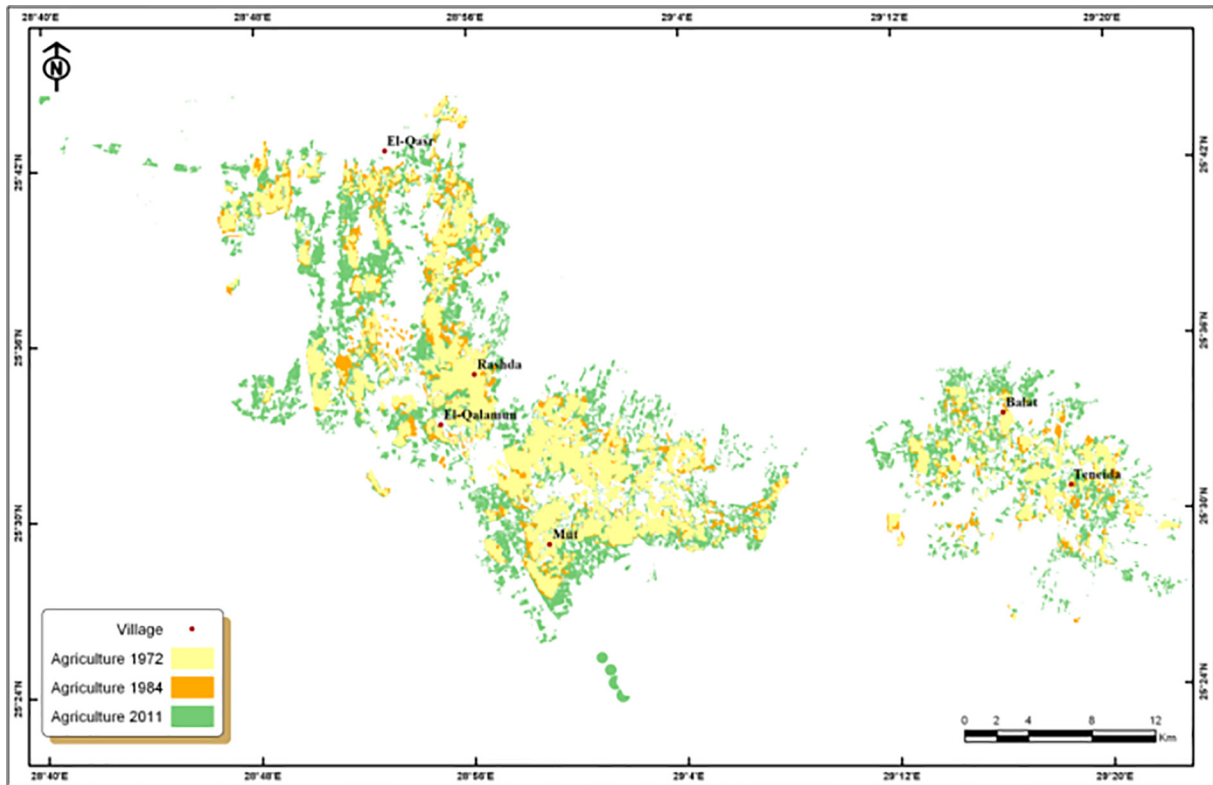 28°40'E 28°48'E 28°56'E 29°4'E 29°12'E 29°20'E
N
El-Qasr
25°42'N 25°42'N
25°36'N 25°36'N
Rashda
El-Qalamun
Balat
Teneida
25°30'N 25°30'N
Mut
25°24'N 25°24'N
Village
Agriculture 1972
Agriculture 1984
Agriculture 2011
0 2 4 8 12
Km
28°40'E 28°48'E 28°56'E 29°4'E 29°12'E 29°20'E